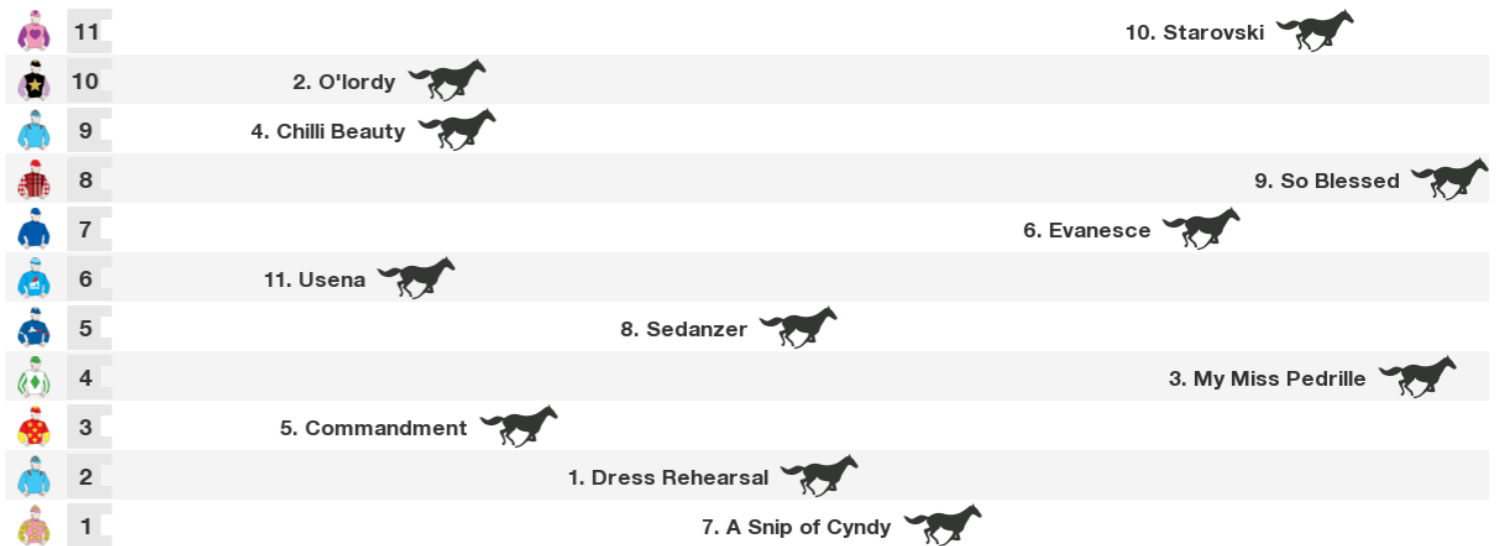 11 10. Starovski
10 2. O'lordy
9 4. Chilli Beauty
8 9. So Blessed
7 6. Evanesce
6 11. Usena
5 8. Sedanzer
4 3. My Miss Pedrille
3 5. Commandment
2 1. Dress Rehearsal
1 7. A Snip of Cyndy